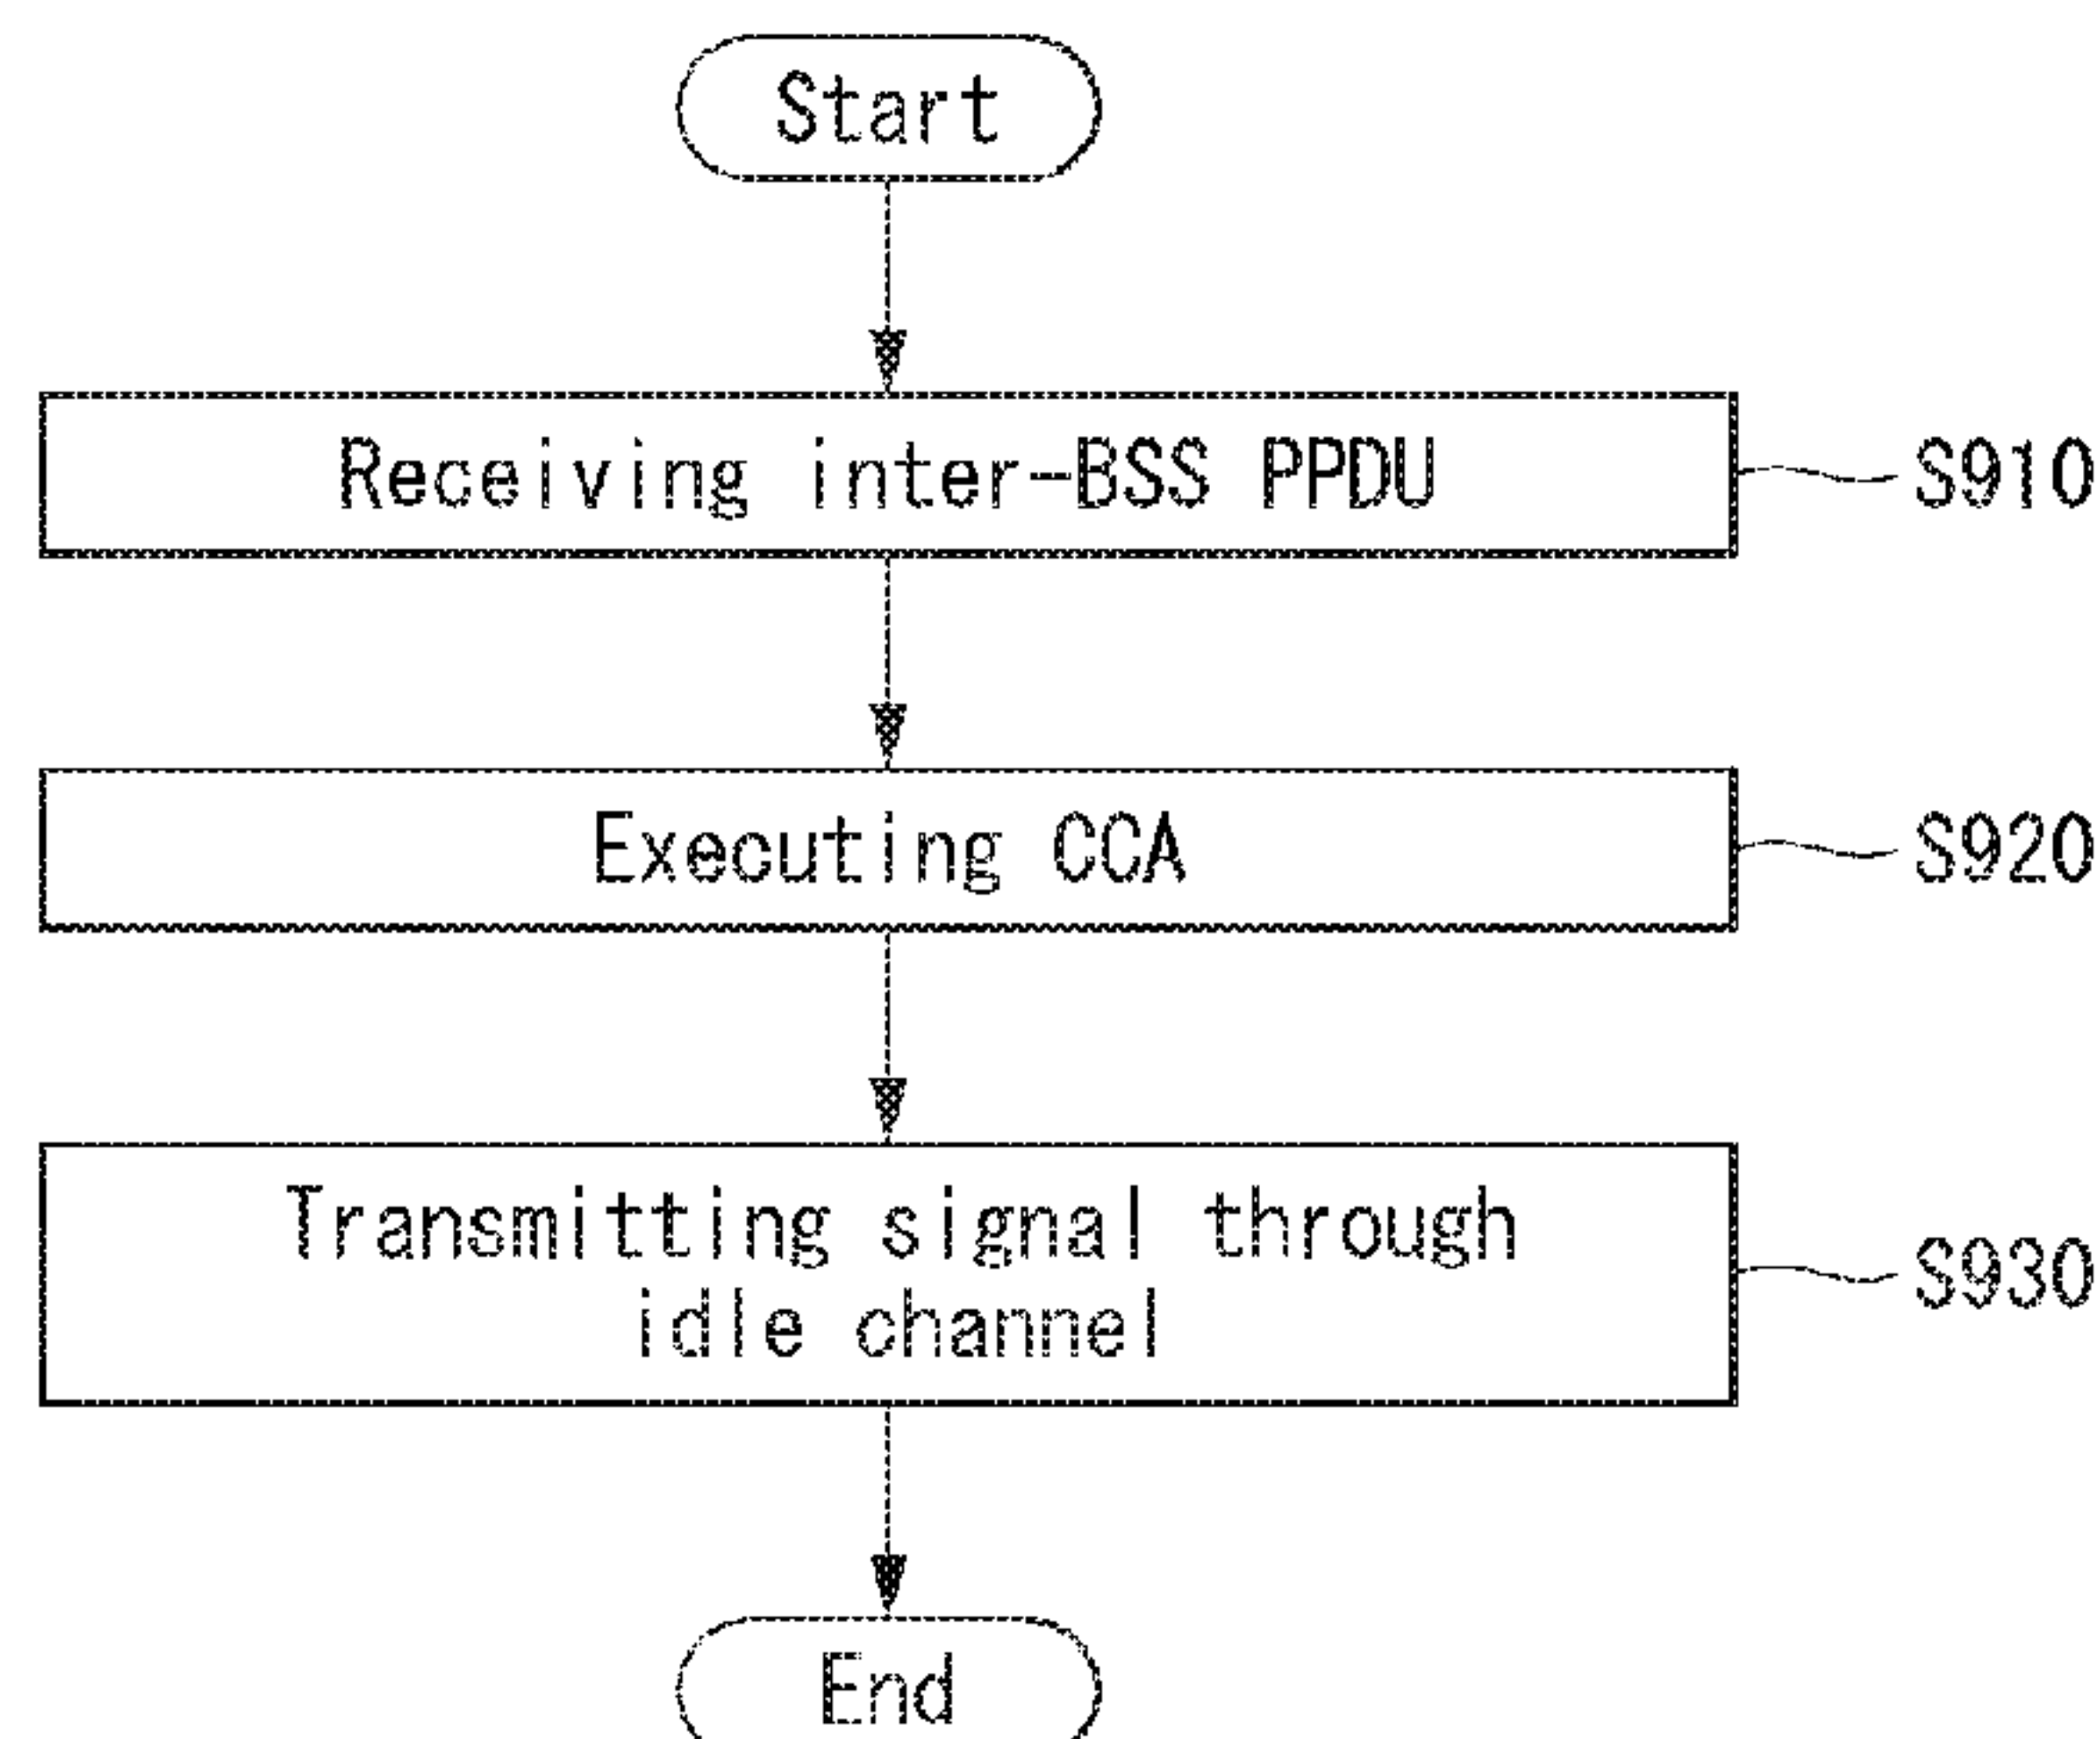 Start
Receiving inter-BSS PPDU
S910
Executing CCA
S920
Transmitting signal through
idle channel
S930
End